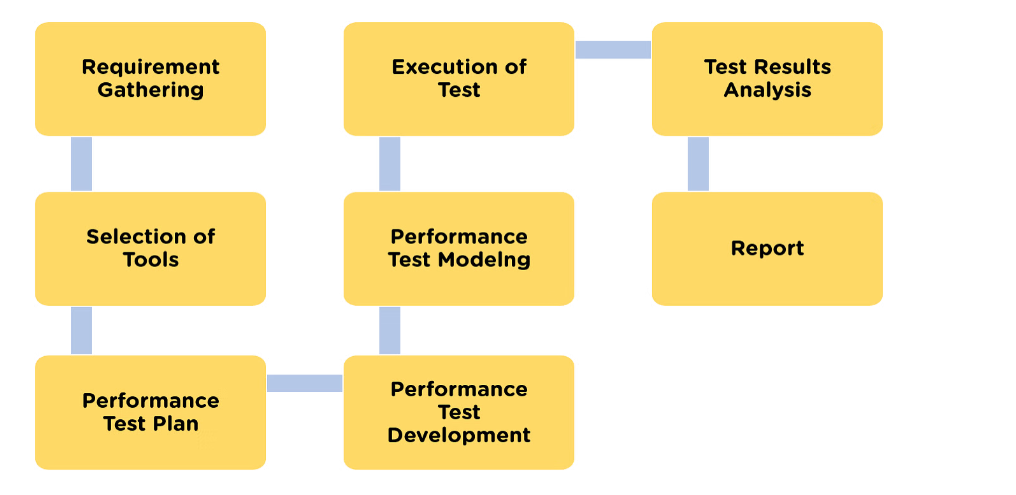 Requirement
Gathering
Selection of
Tools
Performance
Test Plan
Performance
Test
Development
Performance
Test Modelng
Execution of
Test
Test Results
Analysis
Report